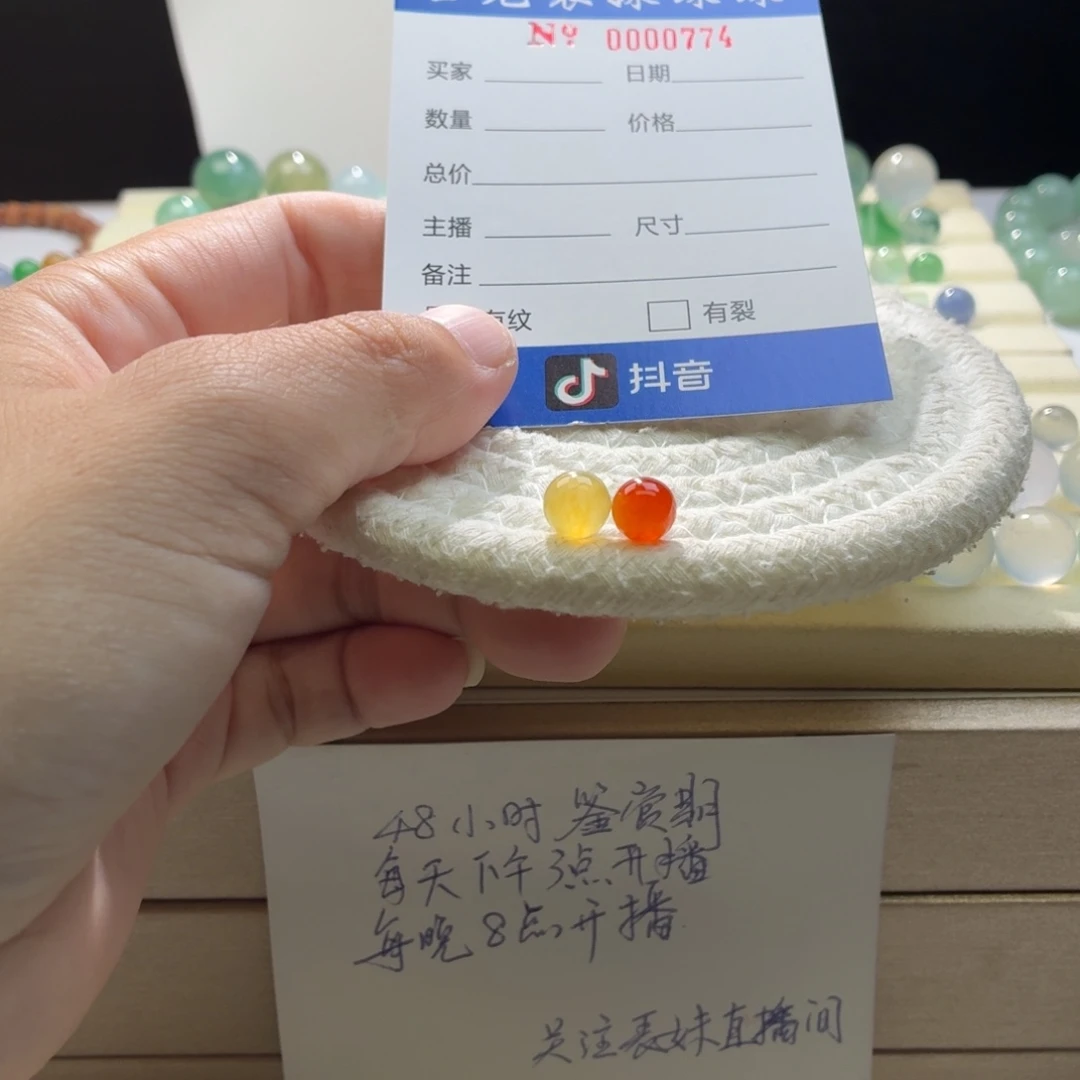 Nº 0000774
买家 日期
数量 价格
总价
主播 尺寸
备注
有纹 有裂
抖音
48小时鉴赏期
每天下午3点开播
每晚8点开播
关注表妹直播间